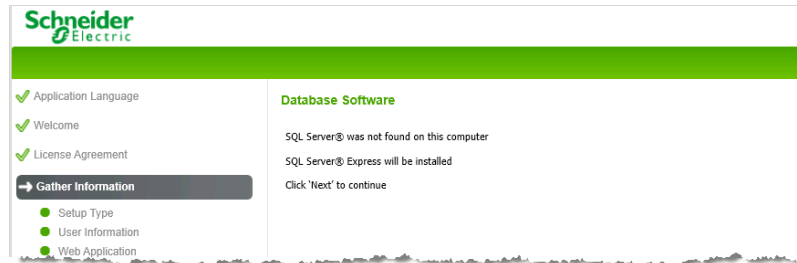 Schneider
Electric
Application Language
Welcome
License Agreement
Gather Information
Setup Type
User Information
Web Application
Database Software
SQL Server® was not found on this computer
SQL Server® Express will be installed
Click 'Next' to continue